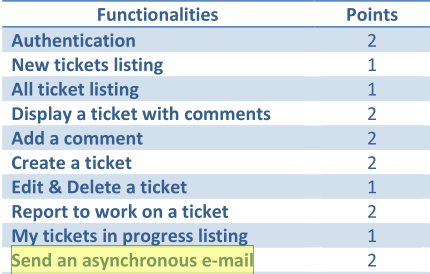 Functionalities Points
Authentication 2
New tickets listing 1
All ticket listing 1
Display a ticket with comments 2
Add a comment 2
Create a ticket 2
Edit & Delete a ticket 1
Report to work on a ticket 2
My tickets in progress listing 1
Send an asynchronous e-mail 2